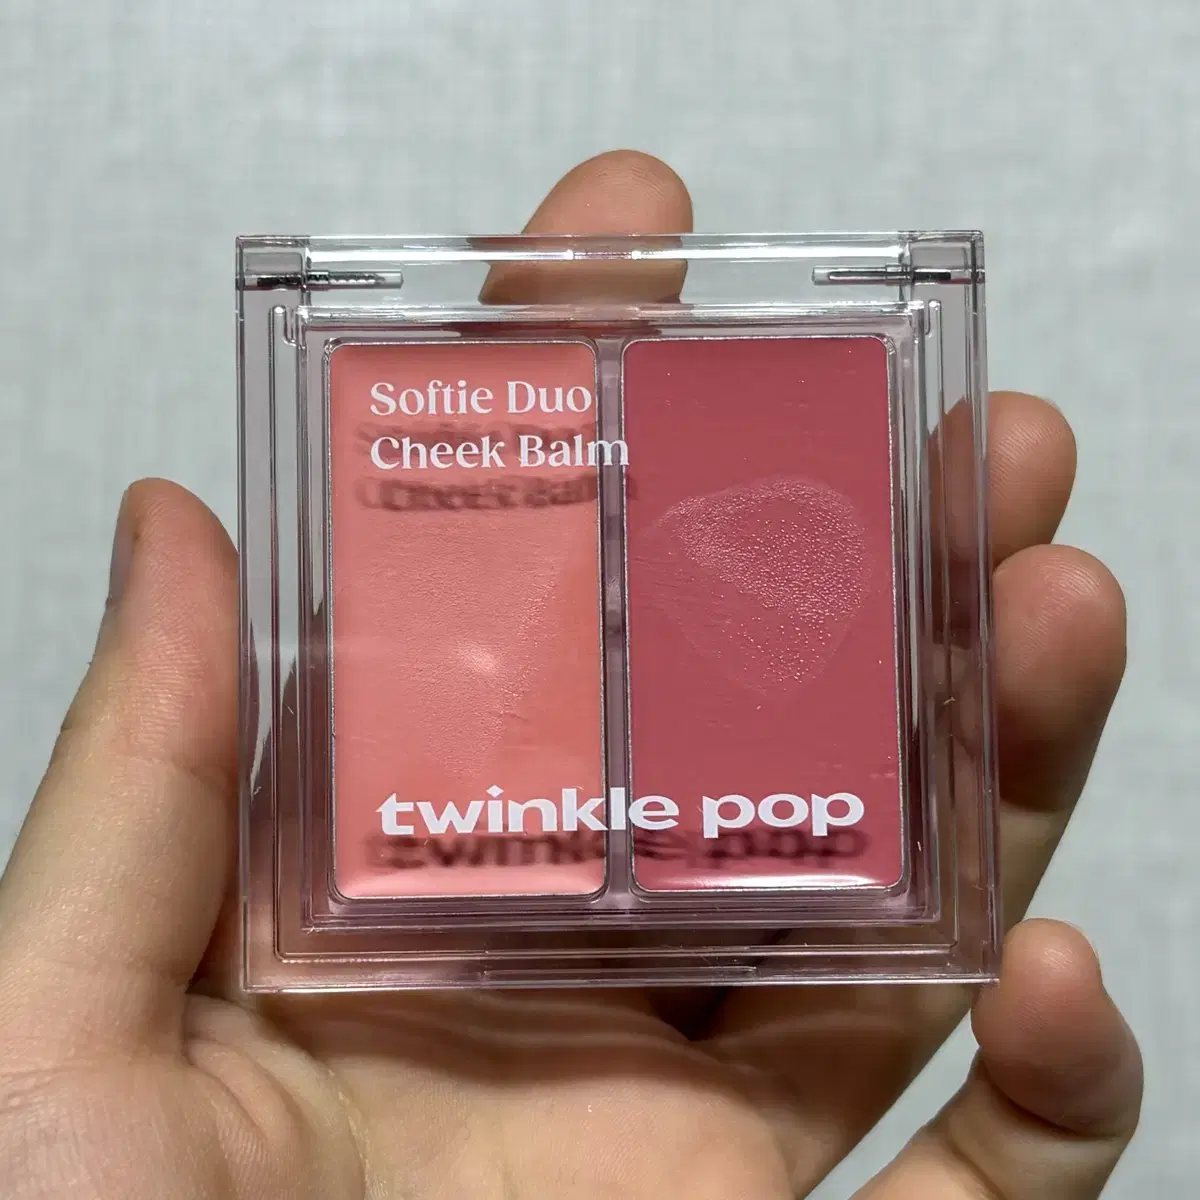 Softie Duo
Cheek Balm
twinkle pop